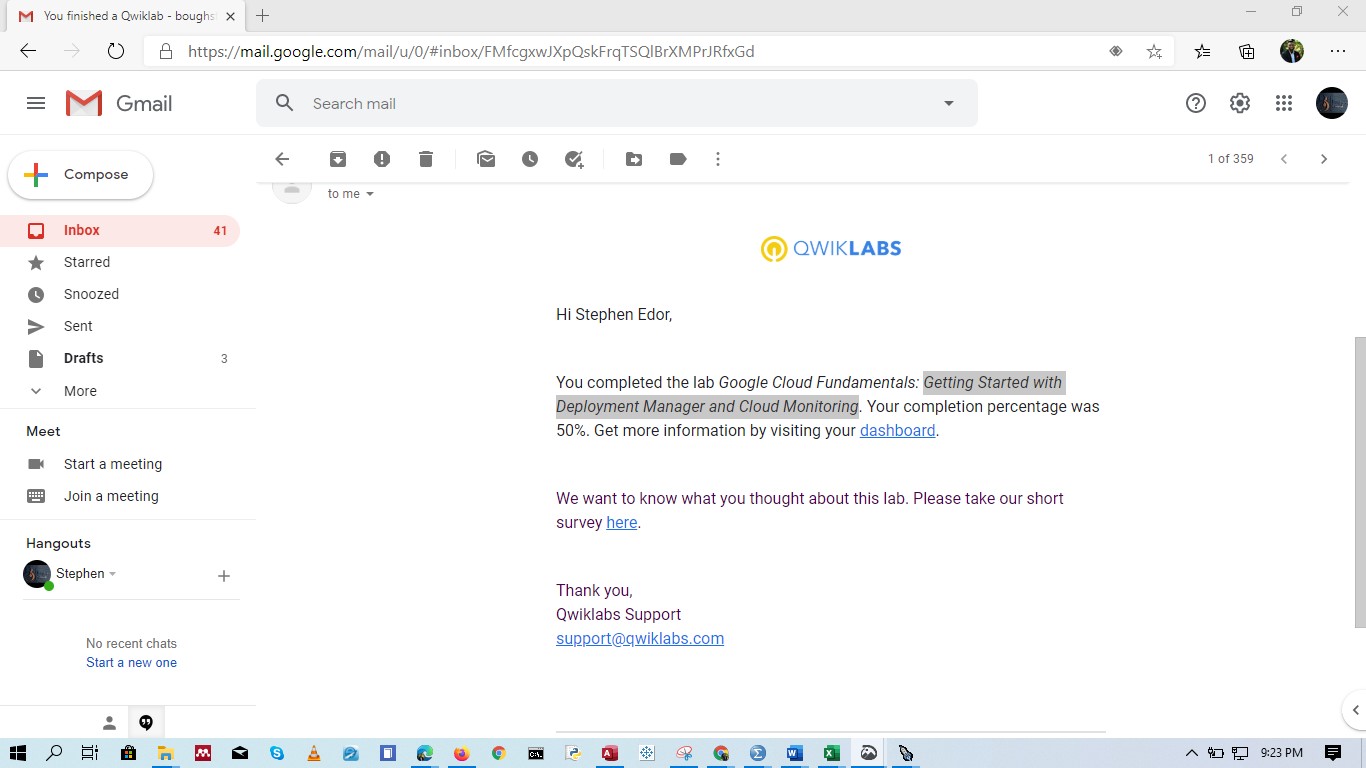 You finished a Qwiklab - boughs
https://mail.google.com/mail/u/0/#inbox/FMfcgxwJXpQskFrqTSQlBrXMPrJRfxGd
Gmail
Search mail
Compose
1 of 359
to me
Inbox 41
Starred
Snoozed
Sent
Drafts 3
More
Meet
Start a meeting
Join a meeting
Hangouts
Stephen
No recent chats
Start a new one
QWIKLABS
Hi Stephen Edor,
You completed the lab Google Cloud Fundamentals: Getting Started with
Deployment Manager and Cloud Monitoring. Your completion percentage was
50%. Get more information by visiting your dashboard.
We want to know what you thought about this lab. Please take our short
survey here.
Thank you,
Qwiklabs Support
support@qwiklabs.com
9:23 PM